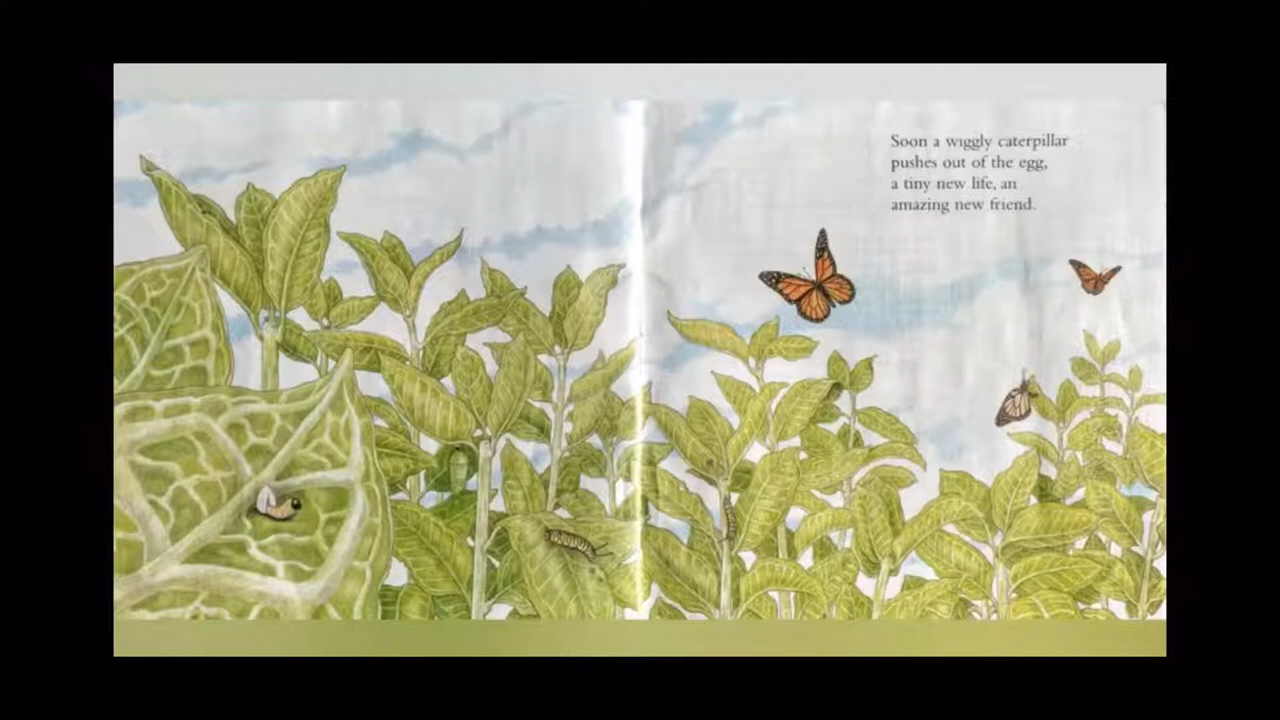 Soon a wiggly caterpillar
pushes out of the egg,
a tiny new life, an
amazing new friend.